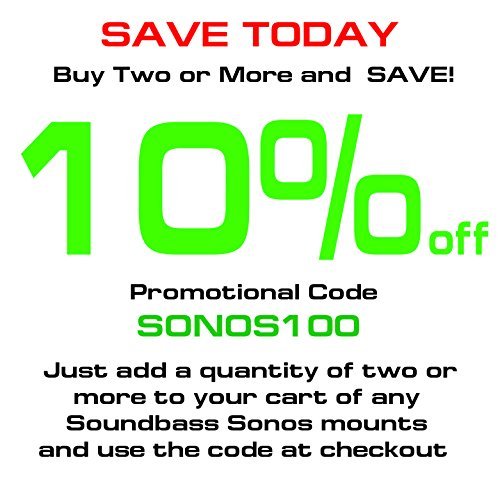 SAVE TODAY
Buy Two or More and SAVE!
10% off
Promotional Code
SONOS100
Just add a quantity of two or
more to your cart of any
Soundbass Sonos mounts
and use the code at checkout